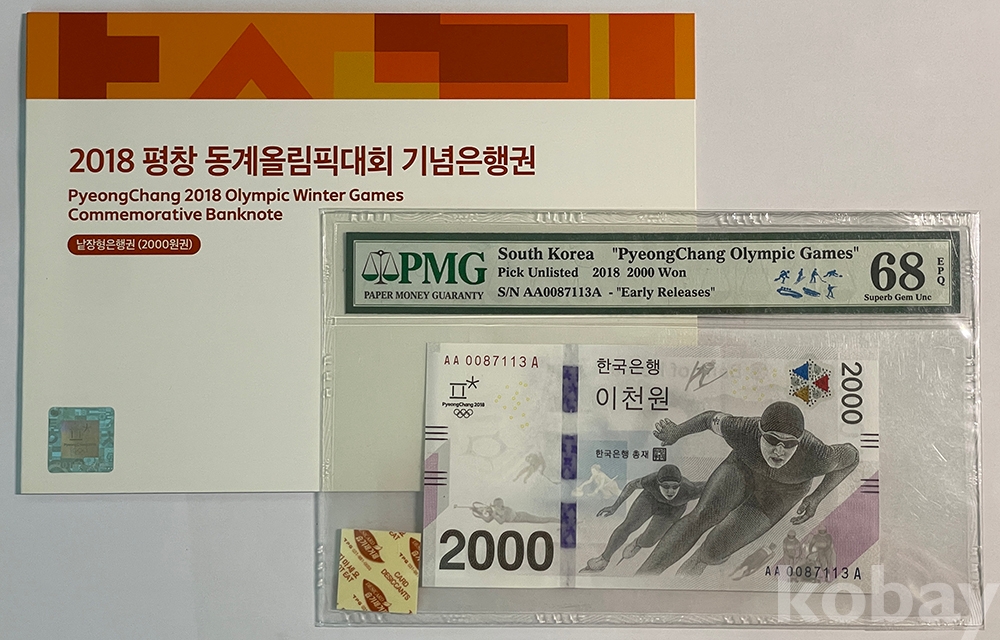 2018 평창 동계올림픽대회 기념은행권
PyeongChang 2018 Olympic Winter Games
Commemorative Banknote
낱장형은행권 (2000원권)
PMG
PAPER MONEY GUARANTY
South Korea "PyeongChang Olympic Games"
Pick Unlisted 2018 2000 Won
S/N AA0087113A - "Early Releases"
68
EPQ
Superb Gem Unc
AA 0087113 A
PyeongChang 2018
한국은행
이천원
한국은행 총재
2000
2000
AA 0087113 A
CARD
DESICCANTS
kobay